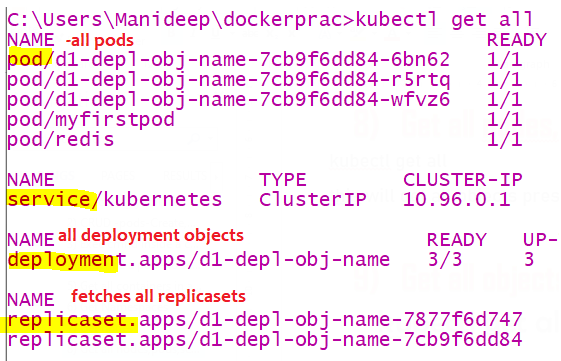 C:\Users\Manideep\dockerprac>kubectl get all
NAME -all pods READY
pod/d1-depl-obj-name-7cb9f6dd84-6bn62 1/1
pod/d1-depl-obj-name-7cb9f6dd84-r5rtq 1/1
pod/d1-depl-obj-name-7cb9f6dd84-wfvz6 1/1
pod/myfirstpod 1/1
pod/redis 1/1
NAME TYPE CLUSTER-IP
service/kubernetes ClusterIP 10.96.0.1
NAME all deployment objects READY UP-
deployment.apps/d1-depl-obj-name 3/3 3
NAME fetches all replicasets
replicaset.apps/d1-depl-obj-name-7877f6d747
replicaset.apps/d1-depl-obj-name-7cb9f6dd84